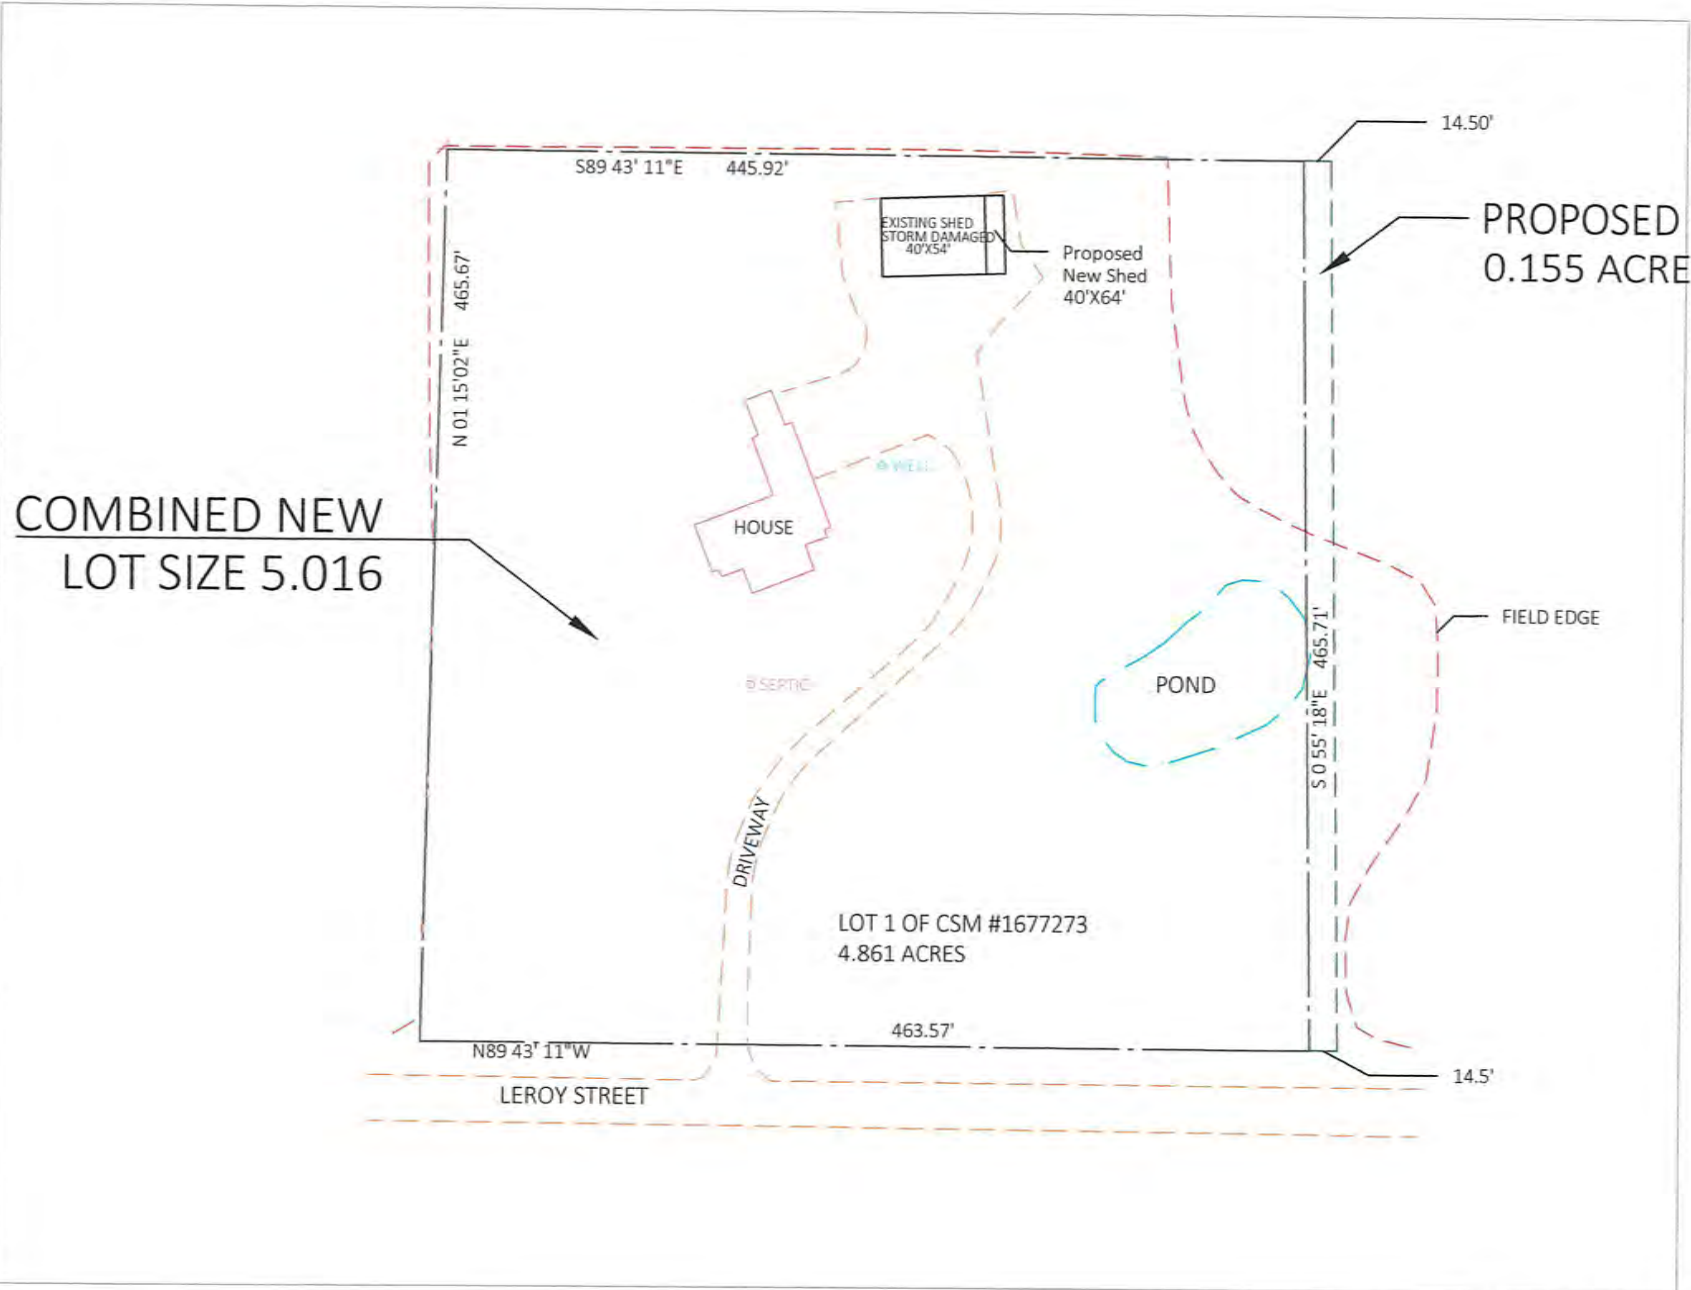 14.50'
S89 43' 11"E 445.92'
PROPOSED
0.155 ACRE
EXISTING SHED
STORM DAMAGED
40'X54'
Proposed
New Shed
40'X64'
N 01 15'02"E 465.67'
WELL
COMBINED NEW
LOT SIZE 5.016
HOUSE
FIELD EDGE
S 0 55' 18"E 465.71'
SEPTIC
POND
DRIVEWAY
LOT 1 OF CSM #1677273
4.861 ACRES
463.57'
N89 43' 11"W
14.5'
LEROY STREET